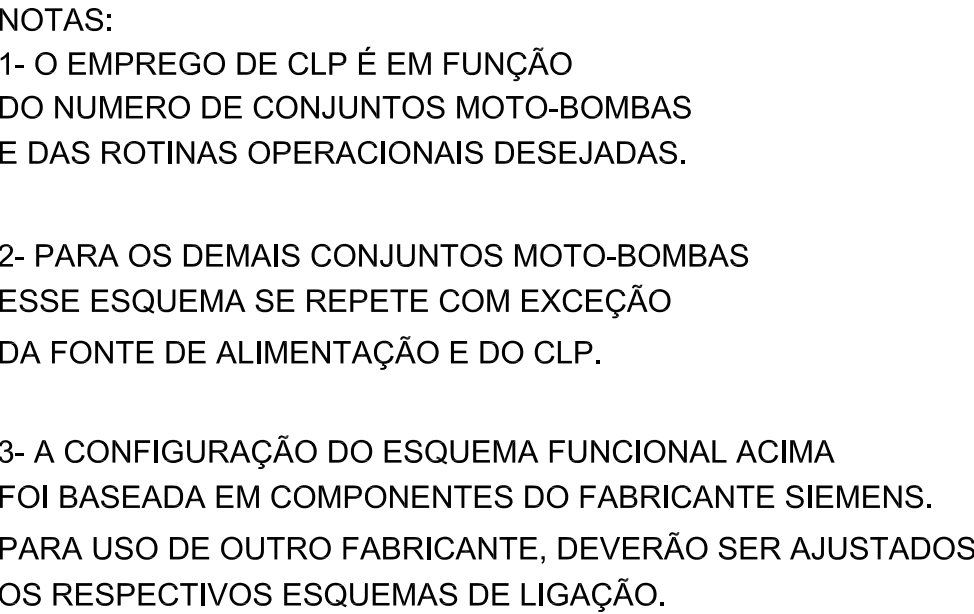 NOTAS:
1- O EMPREGO DE CLP É EM FUNÇÃO
DO NUMERO DE CONJUNTOS MOTO-BOMBAS
E DAS ROTINAS OPERACIONAIS DESEJADAS.
2- PARA OS DEMAIS CONJUNTOS MOTO-BOMBAS
ESSE ESQUEMA SE REPETE COM EXCEÇÃO
DA FONTE DE ALIMENTAÇÃO E DO CLP.
3- A CONFIGURAÇÃO DO ESQUEMA FUNCIONAL ACIMA
FOI BASEADA EM COMPONENTES DO FABRICANTE SIEMENS.
PARA USO DE OUTRO FABRICANTE, DEVERÃO SER AJUSTADOS
OS RESPECTIVOS ESQUEMAS DE LIGAÇÃO.